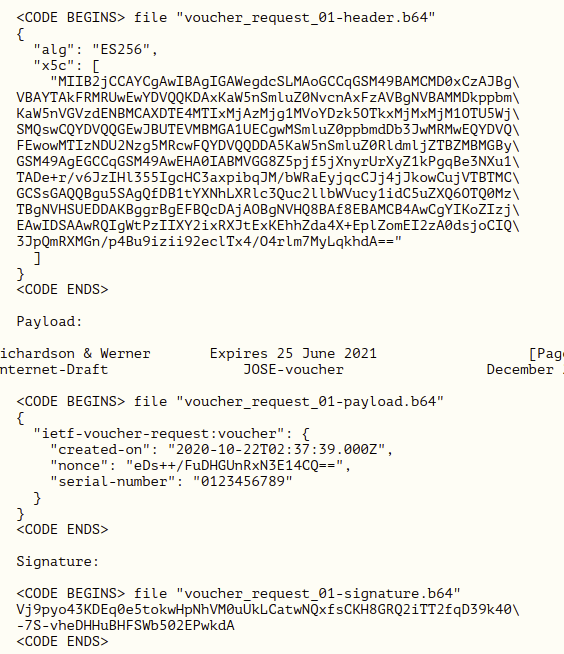 <CODE BEGINS> file "voucher_request_01-header.b64"
{
"alg": "ES256",
"x5c": [
"MIIB2jCCAYCgAwIBAgIGAWegdcSLMAoGCCqGSM49BAMCMD0xCzAJBg\
VBAYTAkFRMRUwEwYDVQQKDAxKaW5nSmluZ0NvcnAxFzAVBgNVBAMMDkppbm\
KaW5nVGVzdENBMCAXDTE4MTIxMjAzMjg1MVoYDzk5OTkxMjMxMjM1OTU5Wj\
SMQswCQYDVQQGEwJBUTEVMBMGA1UECgwMSmluZ0ppbmdDb3JwMRMwEQYDVQ\
FEwowMTIzNDU2Nzg5MRcwFQYDVQQDDA5KaW5nSmluZ0RldmljZTBZMBMGBy\
GSM49AgEGCCqGSM49AwEHA0IABMVGG8Z5pjf5jXnyrUrXyZ1kPgqBe3NXu1\
TADe+r/v6JzIHl355IgcHC3axpibqJM/bWRaEyjqcCJj4jJkowCujVTBTMC\
GCSsGAQQBgu5SAgQfDB1tYXNhLXRlc3Quc2llbWVucy1idC5uZXQ6OTQ0Mz\
TBgNVHSUEDDAKBggrBgEFBQcDAjAOBgNVHQ8BAf8EBAMCB4AwCgYIKoZIzj\
EAwIDSAAwRQIgWtPzIIXY2ixRXJtExKEhhZda4X+EplZomEI2zA0dsjoCIQ\
3JpQmRXMGn/p4Bu9izii92eclTx4/O4rlm7MyLqkhdA=="
]
}
<CODE ENDS>
Payload:
ichardson & Werner Expires 25 June 2021 [Pag
nternet-Draft JOSE-voucher December
<CODE BEGINS> file "voucher_request_01-payload.b64"
{
"ietf-voucher-request:voucher": {
"created-on": "2020-10-22T02:37:39.000Z",
"nonce": "eDs++/FuDHGUnRxN3E14CQ==",
"serial-number": "0123456789"
}
}
<CODE ENDS>
Signature:
<CODE BEGINS> file "voucher_request_01-signature.b64"
Vj9pyo43KDEq0e5tokwHpNhVM0uUkLCatwNQxfsCKH8GRQ2iTT2fqD39k40\
-7S-vheDHHuBHFSWb502EPwkdA
<CODE ENDS>